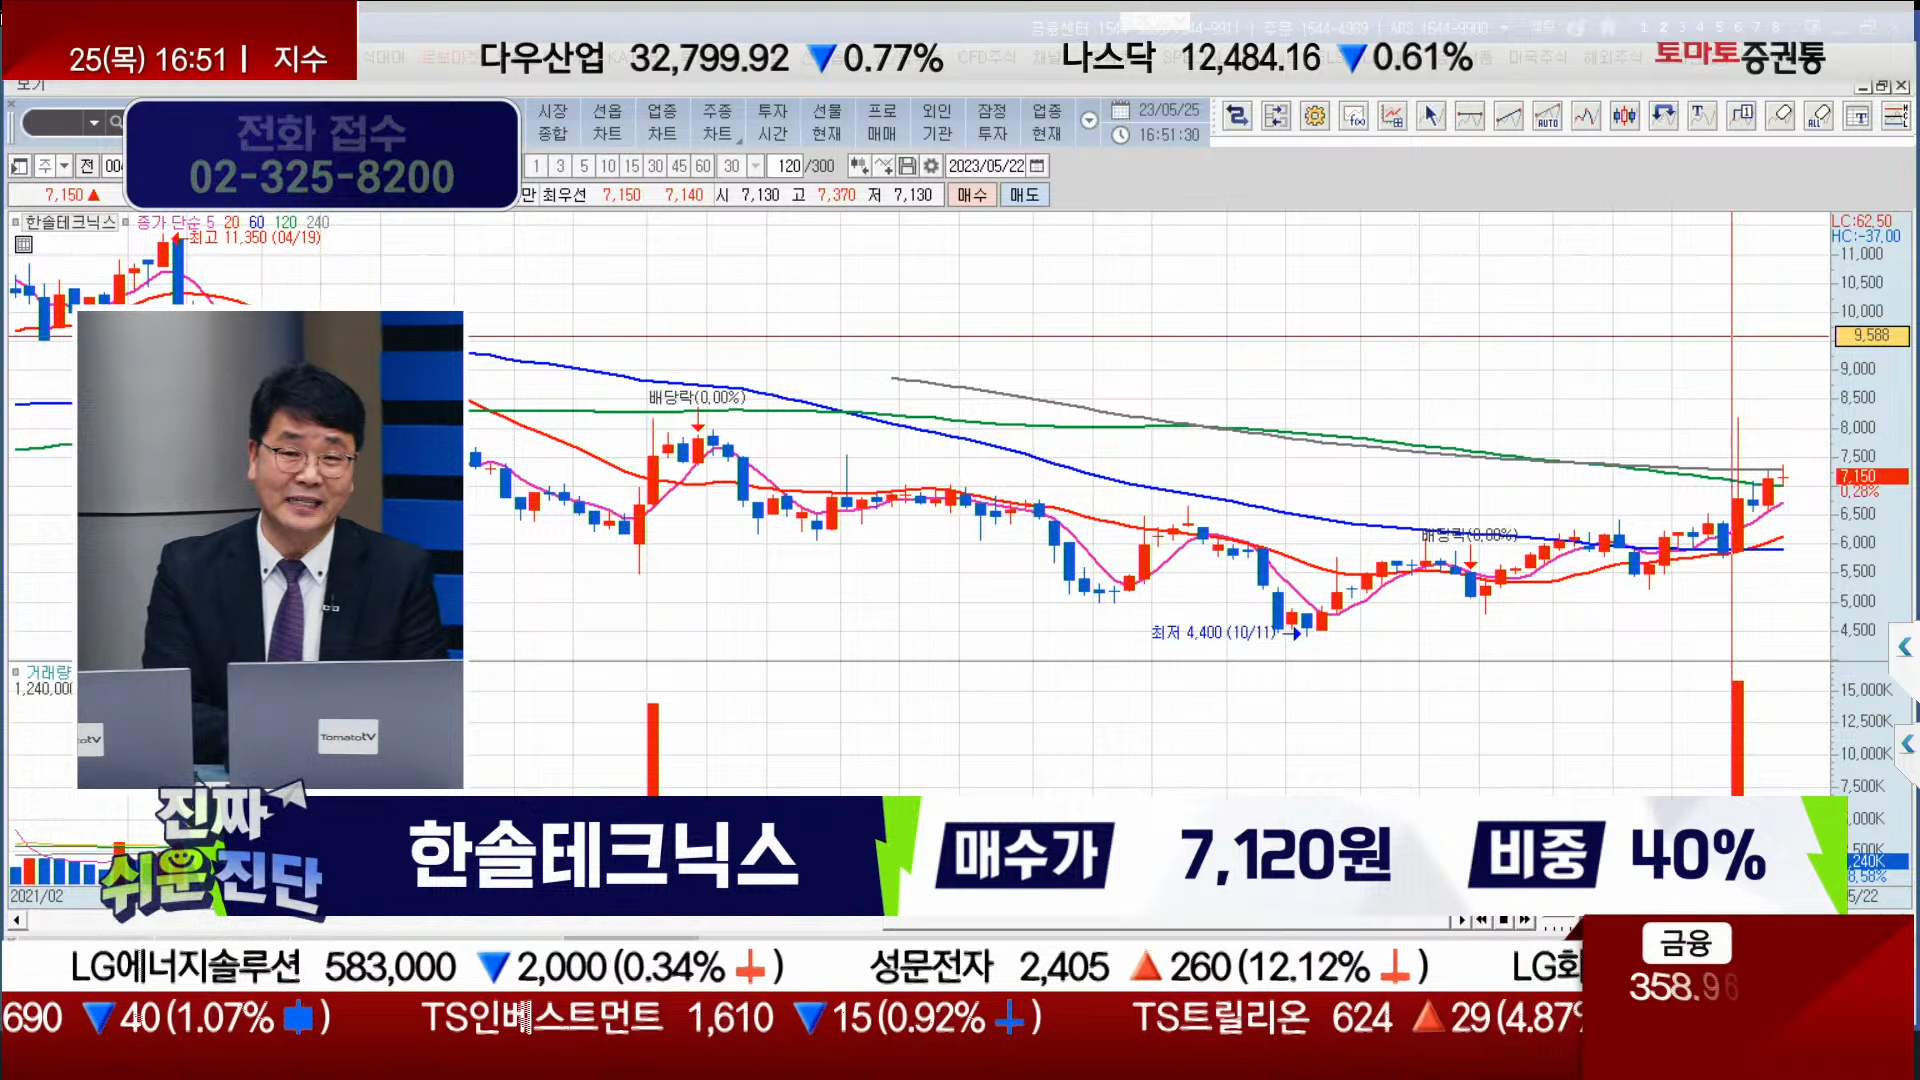 25(목) 16:51 | 지수
다우산업 32,799.92 ▼0.77%
나스닥 12,484.16 ▼0.61%
토마토증권통
보기
전화 접수
02-325-8200
시장 선옵 업종 주종 투자 선물 프로 외인 잠정 업종
종합 차트 차트 차트 시간 현재 매매 기관 투자 현재
23/05/25
16:51:30
주 전 004
1 3 5 10 15 30 45 60 30 120 /300 2023/05/22
7,150▲
만 최우선 7,150 7,140 시 7,130 고 7,370 저 7,130 매수 매도
한솔테크닉스 종가 단순 5 20 60 120 240
최고 11,350 (04/19)
LC:62,50
HC:-37,00
11,000
10,500
10,000
9,588
9,000
8,500
8,000
7,500
7,150
0,28%
6,500
6,000
5,500
5,000
4,500
배당락(0,00%)
배당락(0,00%)
최저 4,400 (10/11)
거래량
15,000K
12,500K
10,000K
7,500K
2021/02
TomatoTV
진짜
쉬운진단
한솔테크닉스
매수가 7,120원
비중 40%
LG에너지솔루션 583,000 ▼2,000(0.34% ) 성문전자 2,405 ▲260(12.12% ) LG화
금융
358.96
690 ▼40(1.07% ) TS인베스트먼트 1,610 ▼15(0.92% ) TS트릴리온 624 ▲29(4.87%